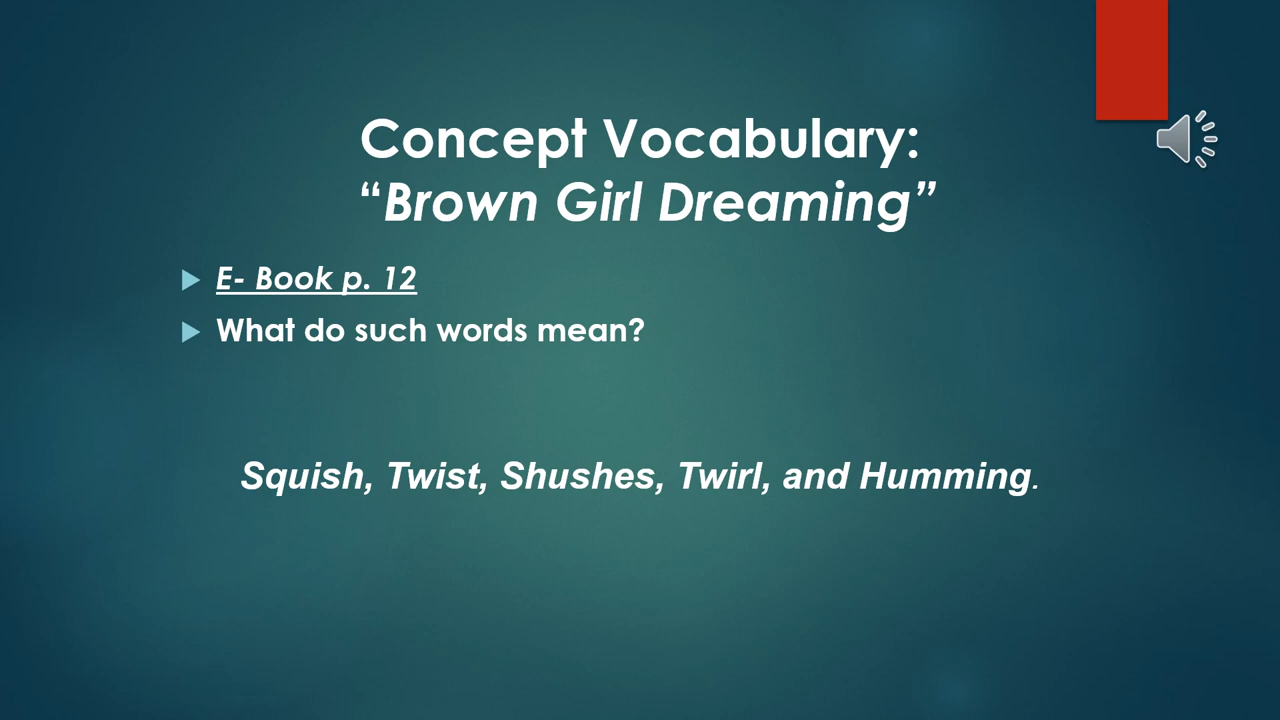 Concept Vocabulary:
“Brown Girl Dreaming”
E- Book p. 12
What do such words mean?
Squish, Twist, Shushes, Twirl, and Humming.